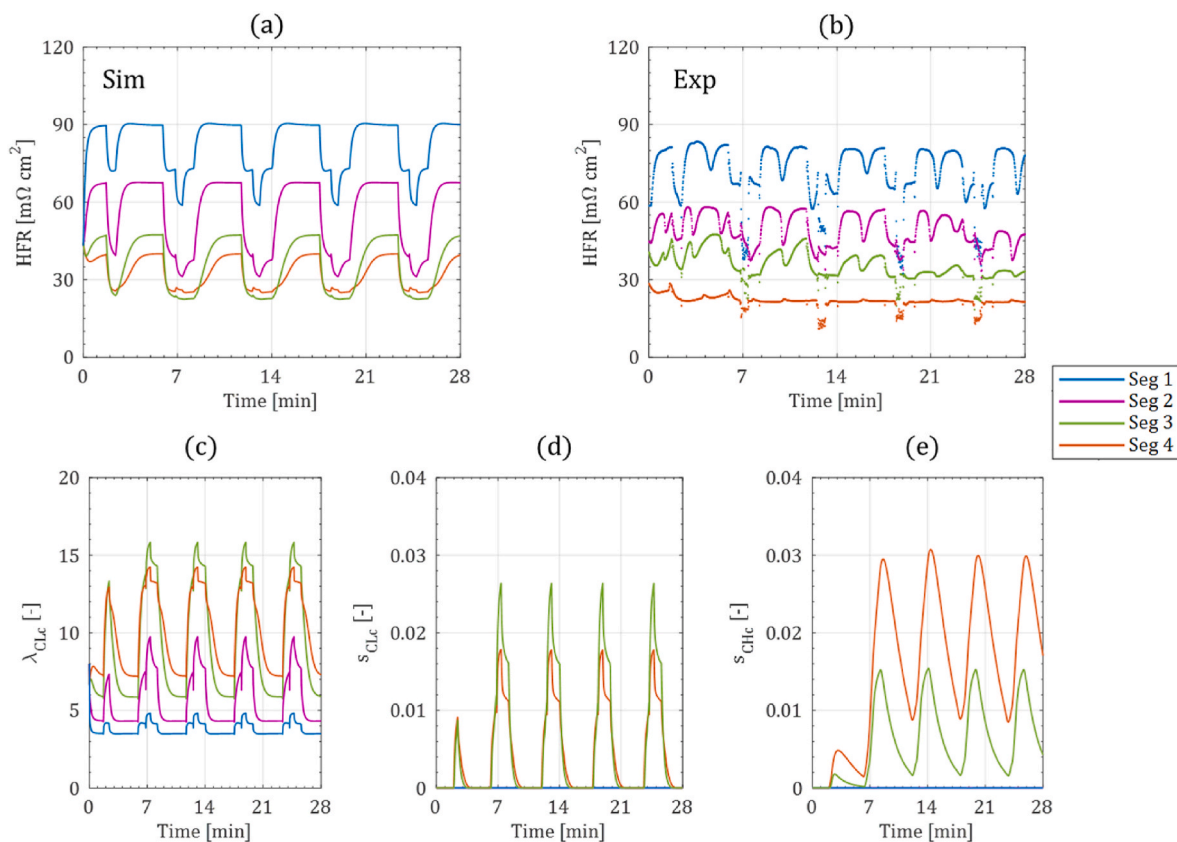 (a)
(b)
120
90
60
30
0
HFR [mΩ cm²]
Sim
0 7 14 21 28
Time [min]
120
90
60
30
0
HFR [mΩ cm²]
Exp
0 7 14 21 28
Time [min]
Seg 1
Seg 2
Seg 3
Seg 4
(c)
(d)
(e)
20
15
10
5
0
λCLc [-]
0 7 14 21 28
Time [min]
0.04
0.03
0.02
0.01
0
sCLc [-]
0 7 14 21 28
Time [min]
0.04
0.03
0.02
0.01
0
sCHc [-]
0 7 14 21 28
Time [min]